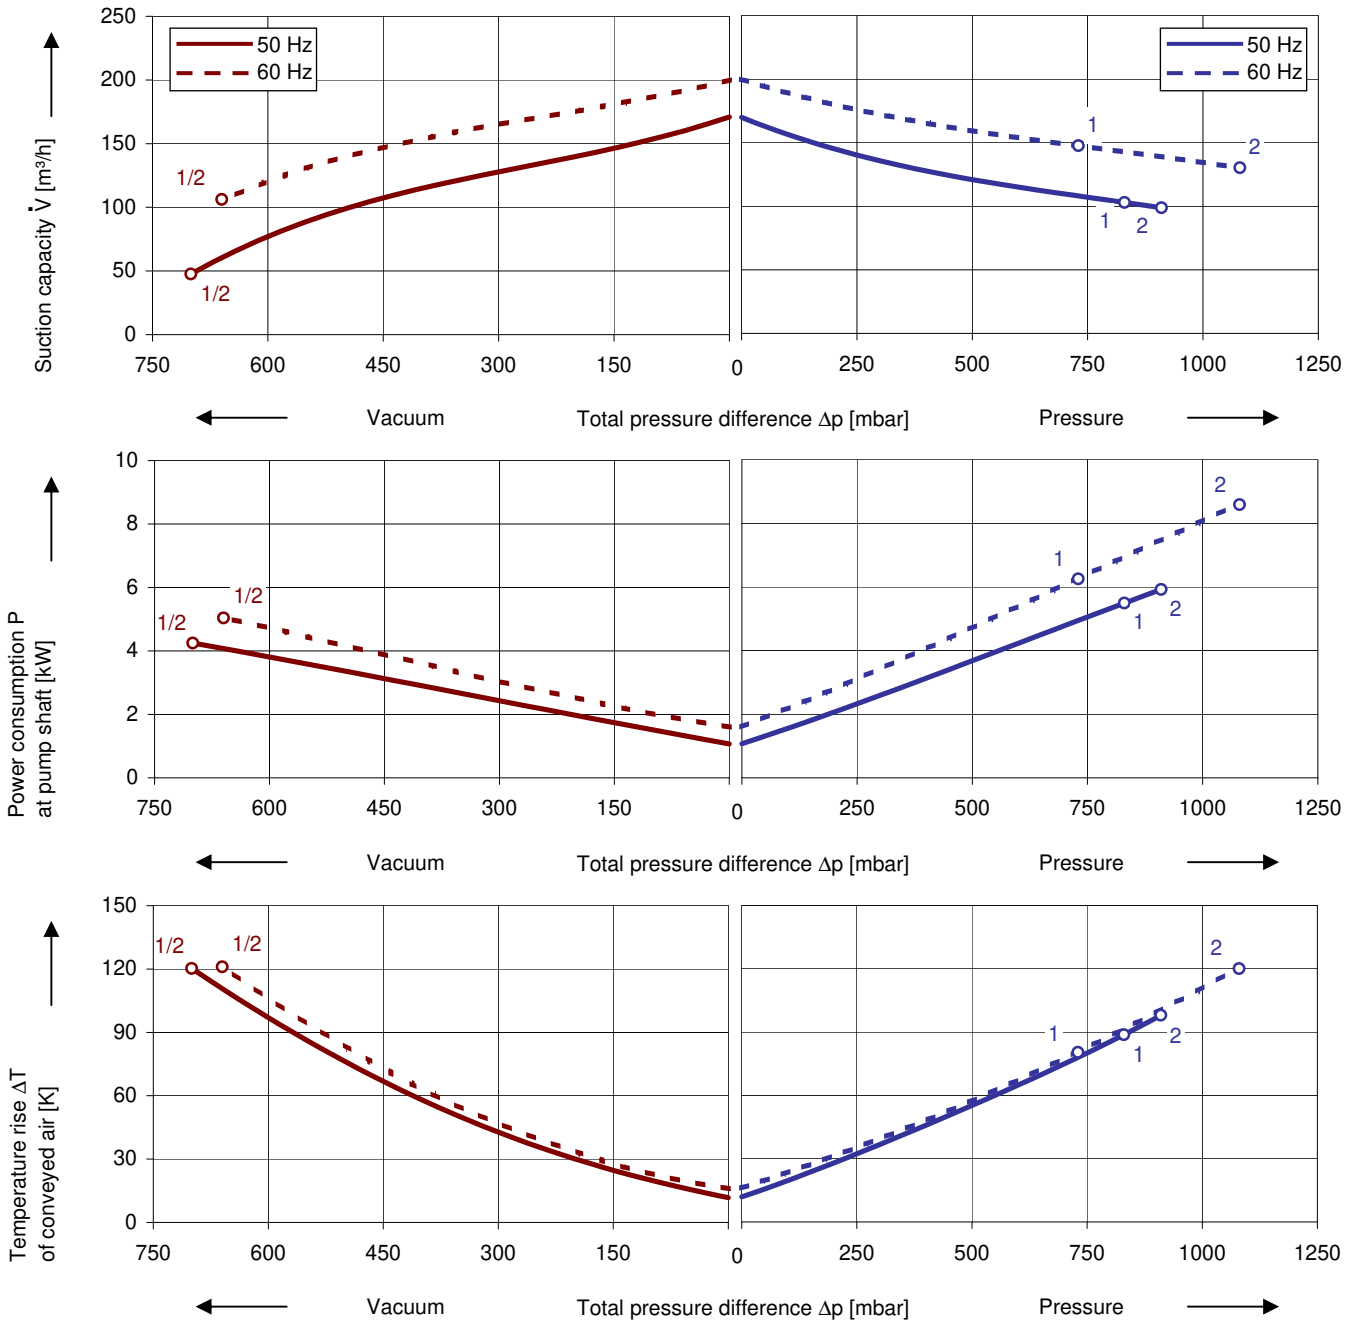 250
200
150
100
50
0
50 Hz
60 Hz
50 Hz
60 Hz
1/2
1/2
1
2
1
2
Suction capacity V̇ [m³/h]
750 600 450 300 150 0 250 500 750 1000 1250
Vacuum Total pressure difference Δp [mbar] Pressure
10
8
6
4
2
0
1/2
1/2
1
2
1
2
Power consumption P
at pump shaft [kW]
750 600 450 300 150 0 250 500 750 1000 1250
Vacuum Total pressure difference Δp [mbar] Pressure
150
120
90
60
30
0
1/2
1/2
1
2
1
2
Temperature rise ΔT
of conveyed air [K]
750 600 450 300 150 0 250 500 750 1000 1250
Vacuum Total pressure difference Δp [mbar] Pressure